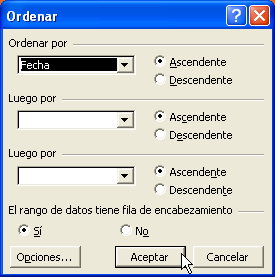 Ordenar
Ordenar por
Fecha
Ascendente
Descendente
Luego por
Ascendente
Descendente
Luego por
Ascendente
Descendente
El rango de datos tiene fila de encabezamiento
Sí No
Opciones... Aceptar Cancelar